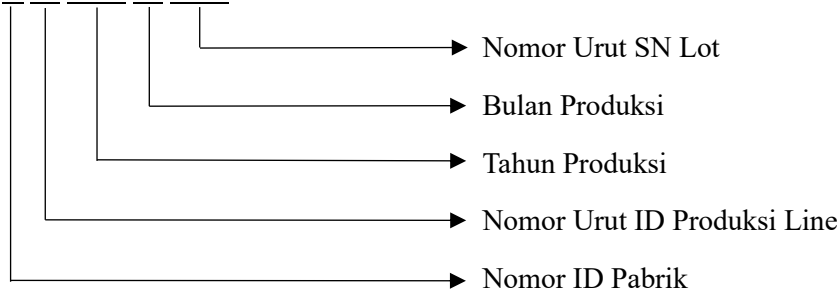 Nomor Urut SN Lot
Bulan Produksi
Tahun Produksi
Nomor Urut ID Produksi Line
Nomor ID Pabrik